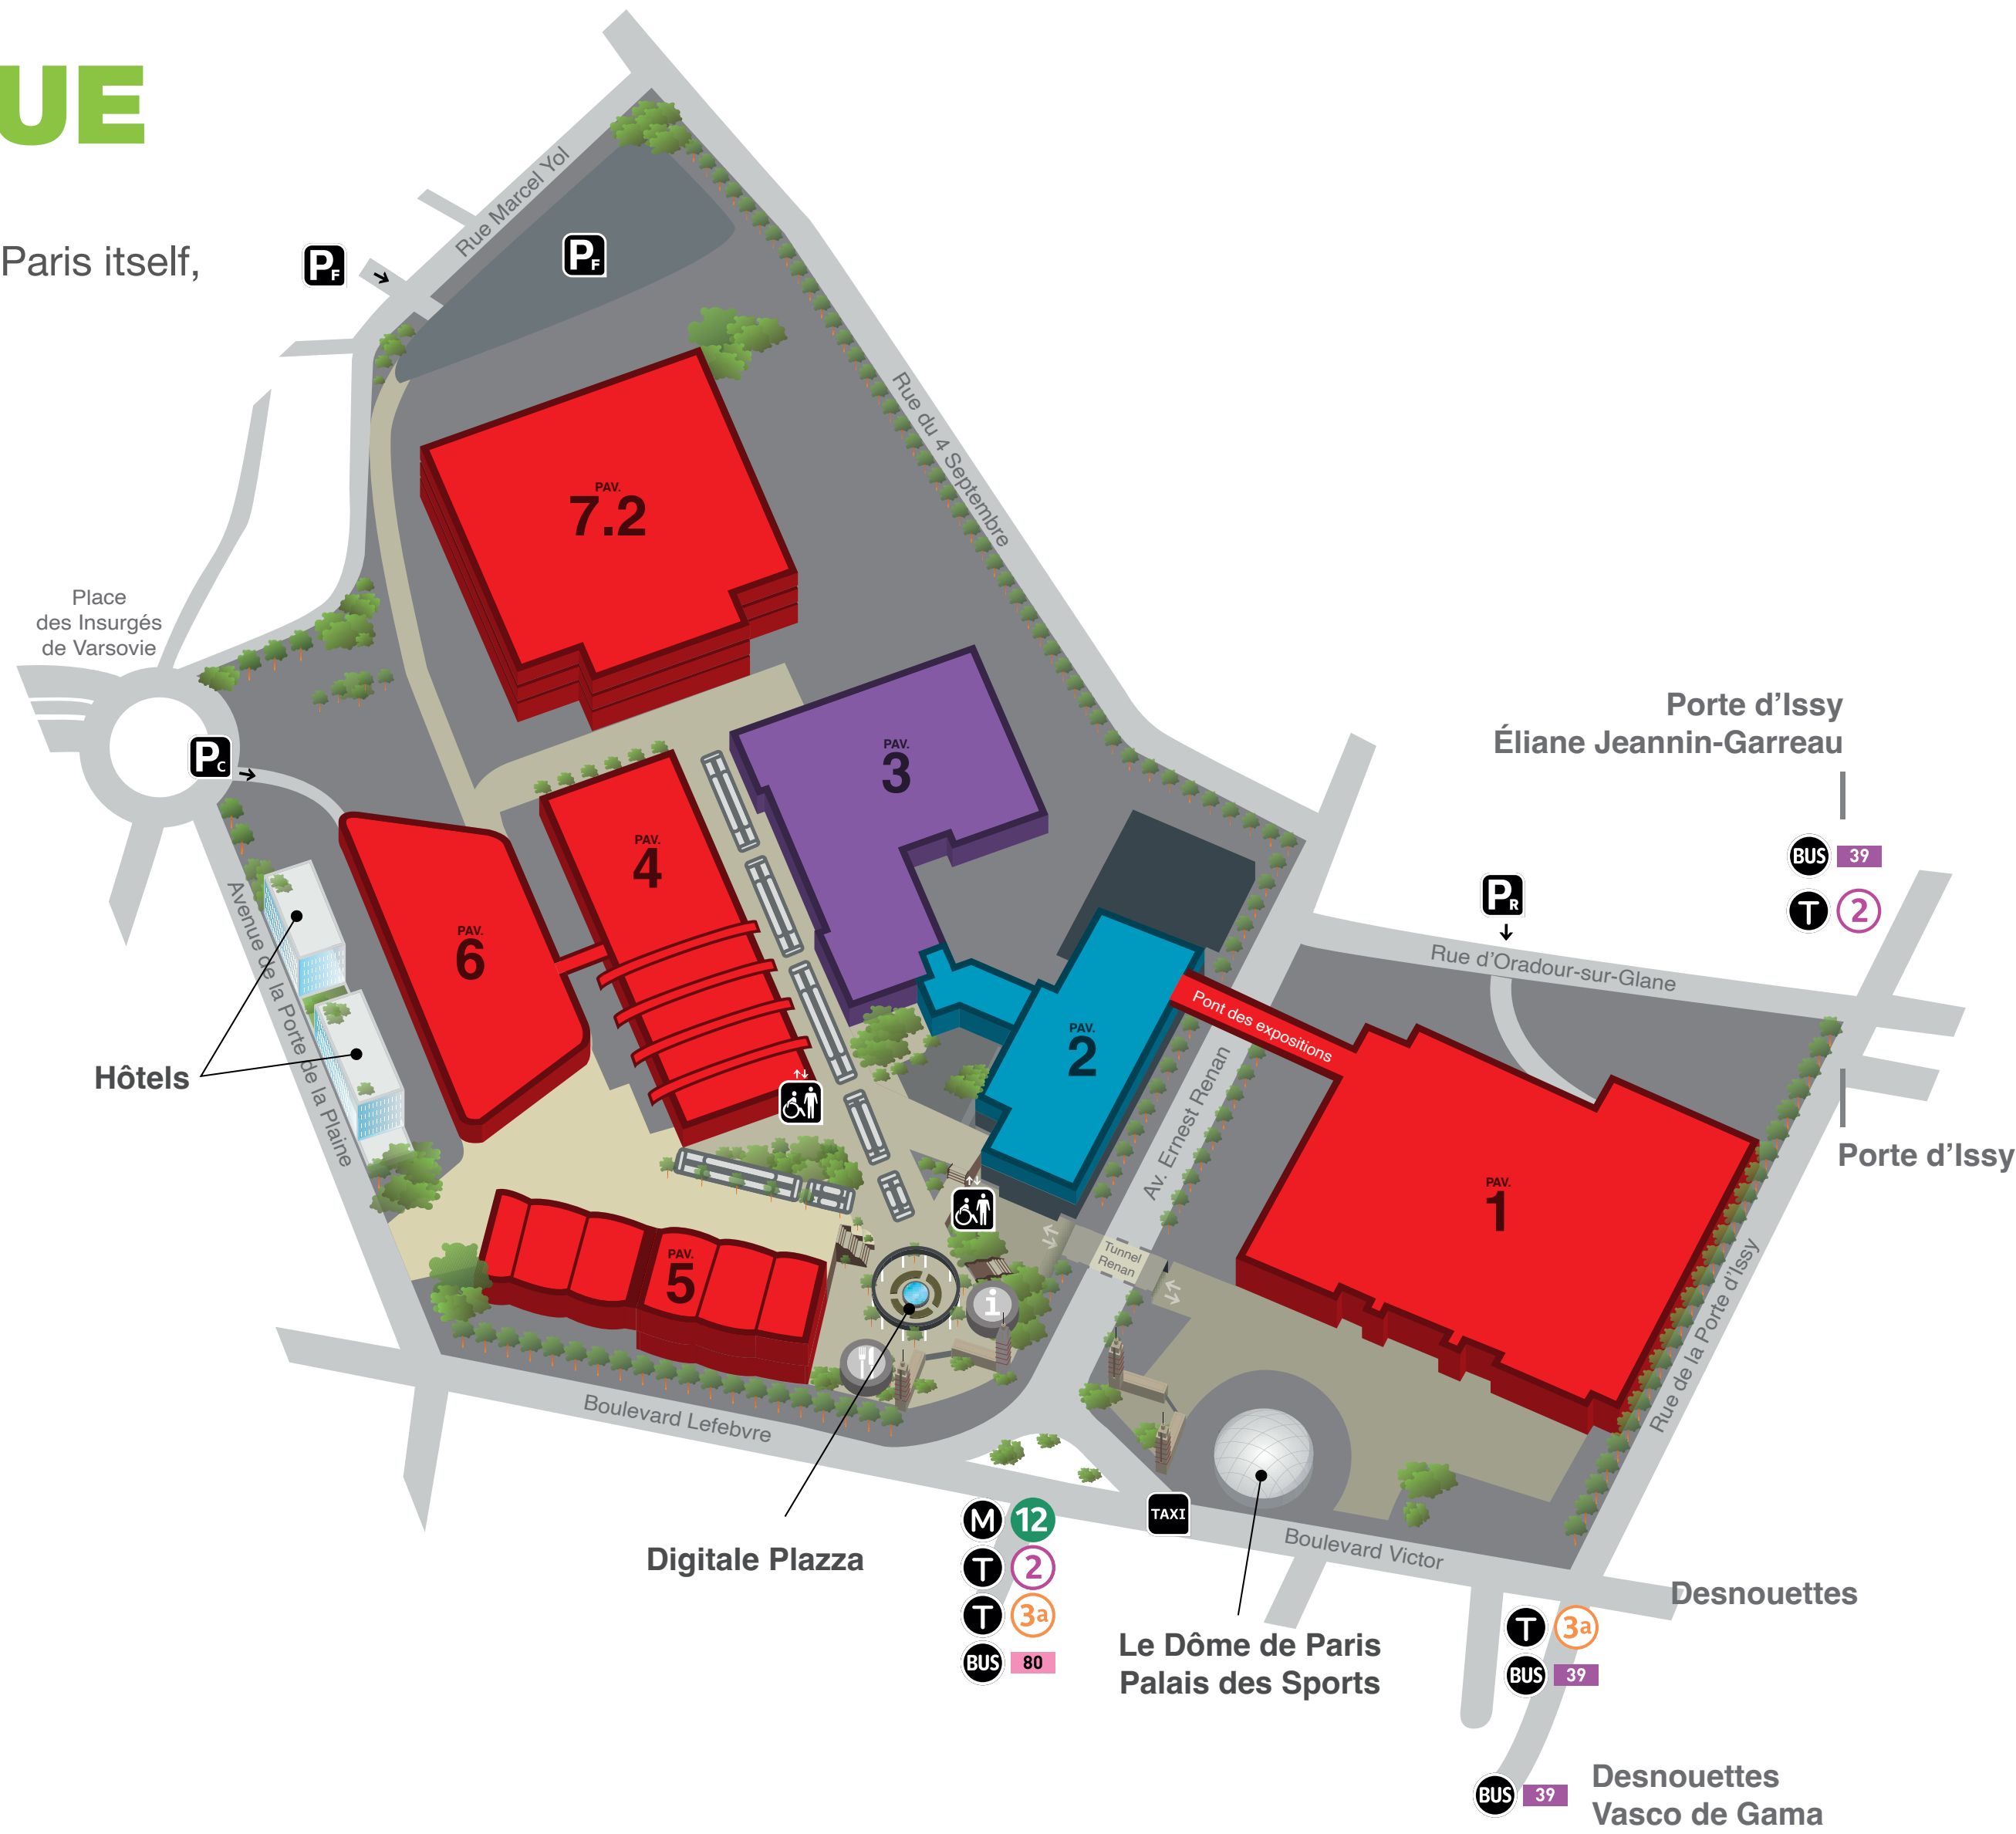 UE
Paris itself,
Rue Marcel Yol
PF
PF
Rue du 4 Septembre
PAV.
7.2
Place
des Insurgés
de Varsovie
PC
PAV.
3
PAV.
4
PAV.
6
Porte d’Issy
Éliane Jeannin-Garreau
BUS 39
T 2
PR
Rue d’Oradour-sur-Glane
Avenue de la Porte de la Plaine
Hôtels
Pont des expositions
PAV.
2
Av. Ernest Renan
Porte d’Issy
PAV.
1
Tunnel
Renan
PAV.
5
i
Rue de la Porte d’Issy
Boulevard Lefebvre
Digitale Plazza
M 12
T 2
T 3a
BUS 80
TAXI
Boulevard Victor
Le Dôme de Paris
Palais des Sports
Desnouettes
T 3a
BUS 39
BUS 39
Desnouettes
Vasco de Gama